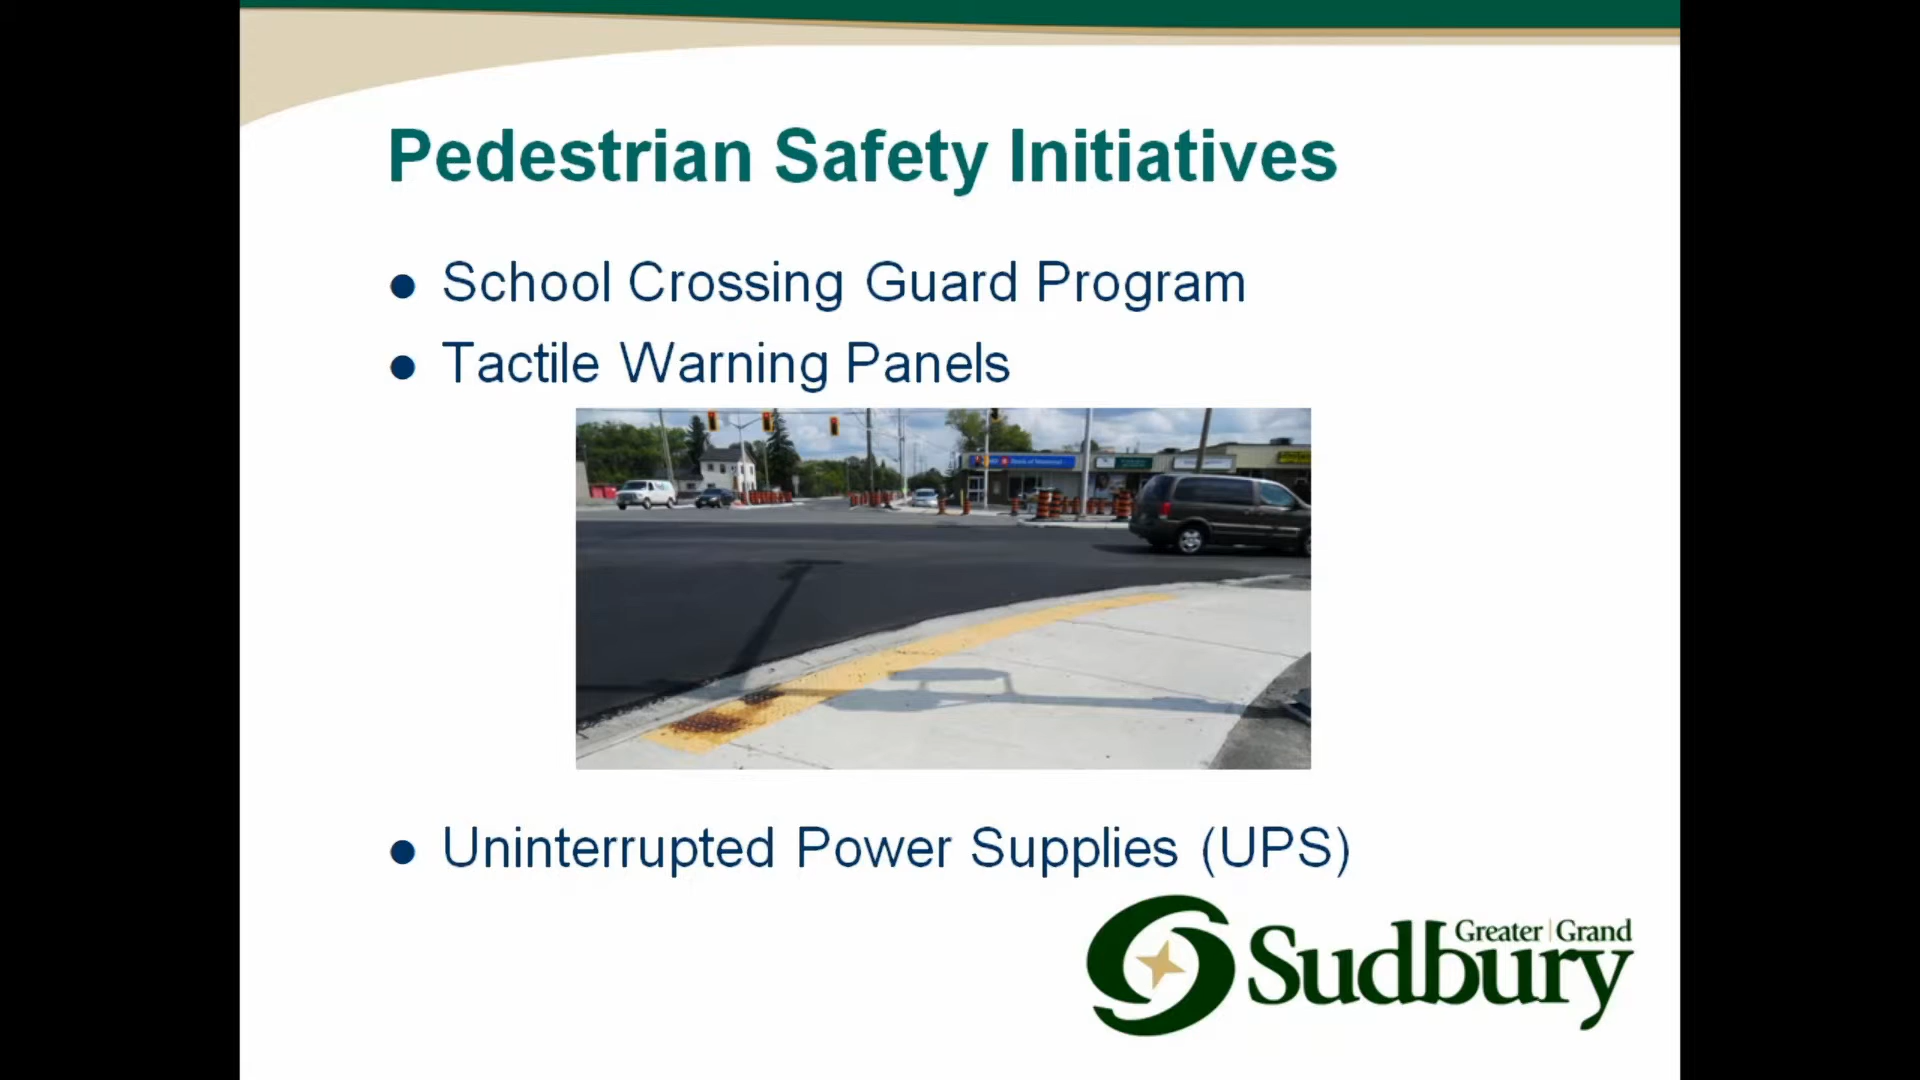 Pedestrian Safety Initiatives
● School Crossing Guard Program
● Tactile Warning Panels
● Uninterrupted Power Supplies (UPS)
Greater | Grand
Sudbury